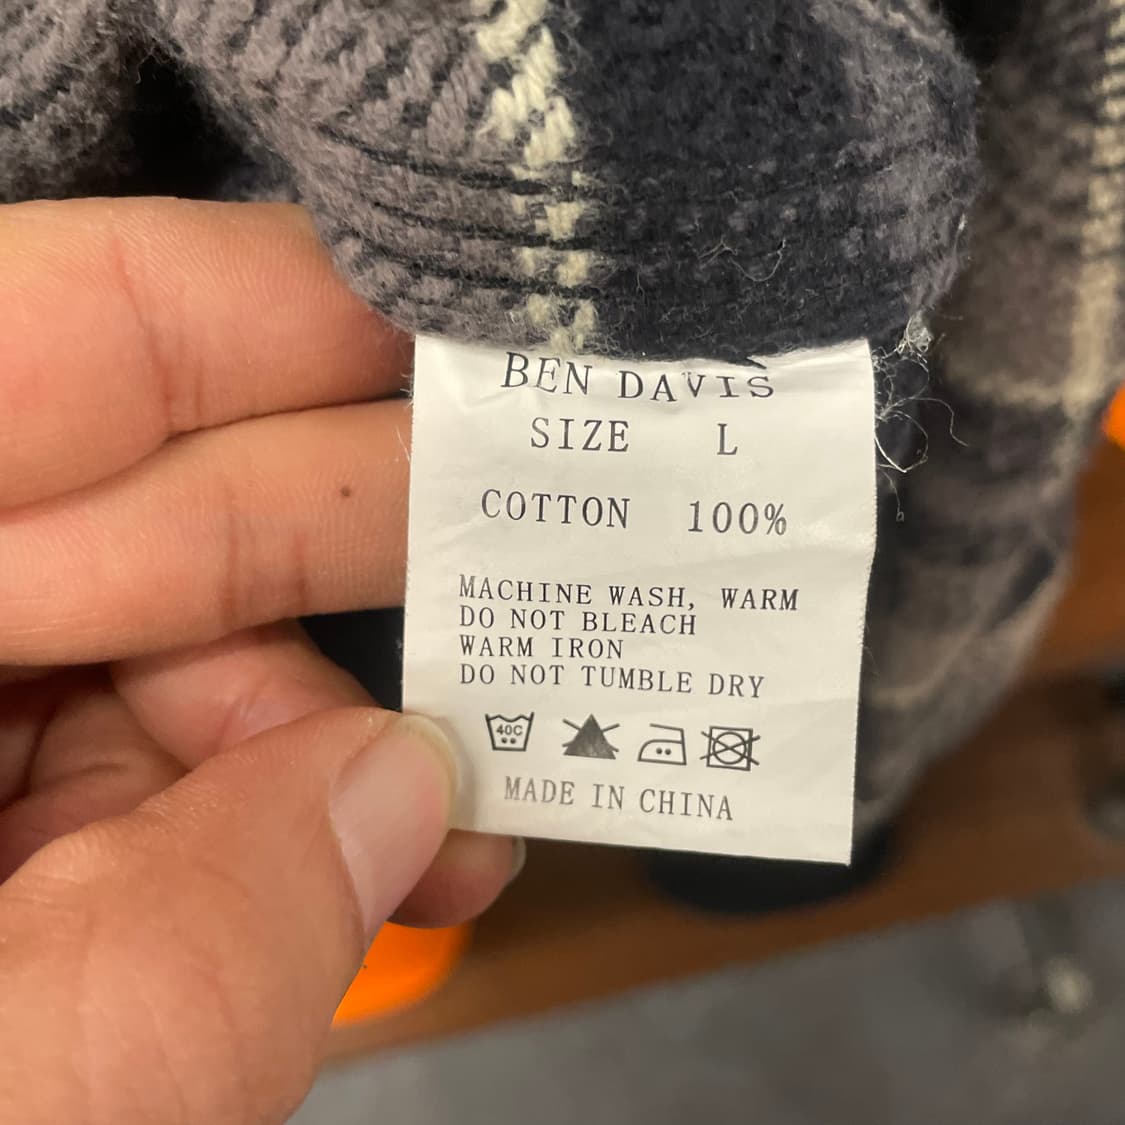 BEN DAVIS
SIZE L
COTTON 100%
MACHINE WASH, WARM
DO NOT BLEACH
WARM IRON
DO NOT TUMBLE DRY
40C
MADE IN CHINA